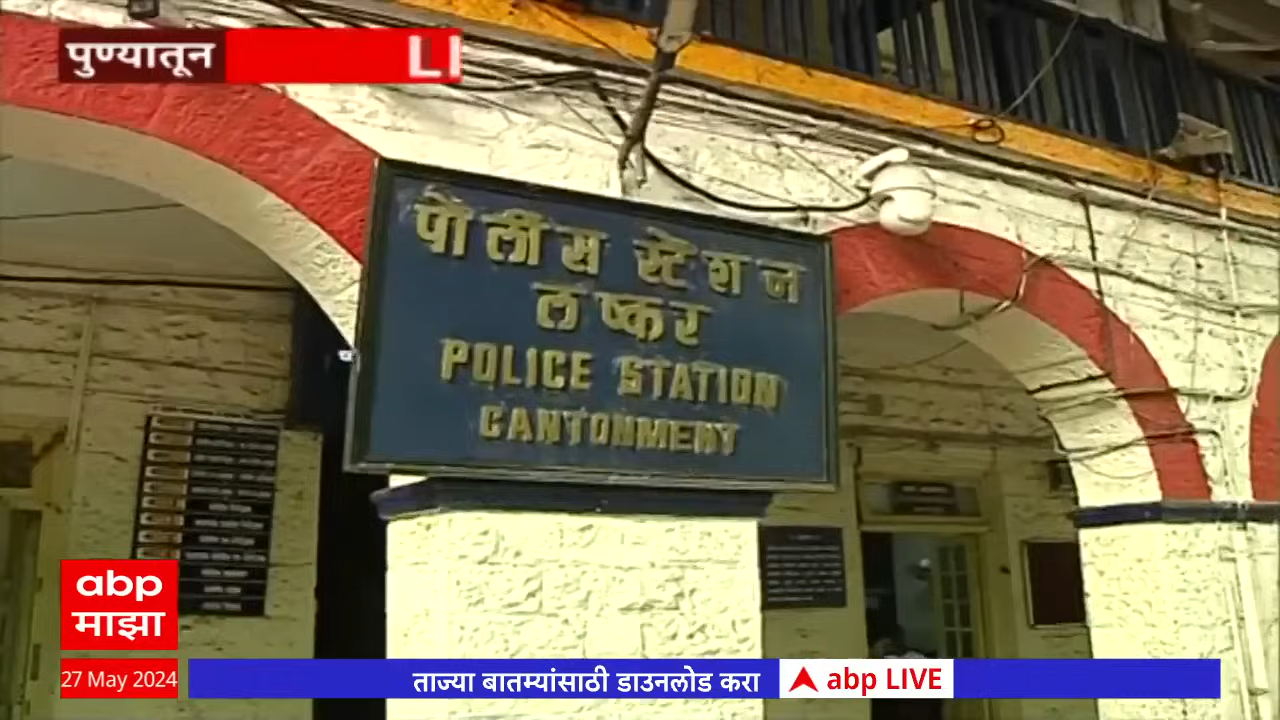 पुण्यातून
LI
पोलीस स्टेशन
लष्कर
POLICE STATION
CANTONMENT
abp
माझा
27 May 2024
ताज्या बातम्यांसाठी डाउनलोड करा
abp LIVE